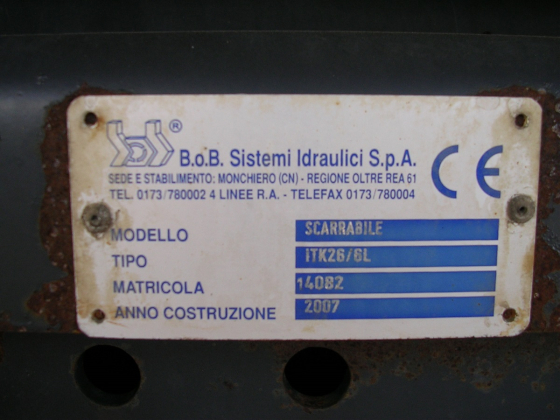 B.o.B. Sistemi Idraulici S.p.A.
SEDE E STABILIMENTO: MONCHIERO (CN) - REGIONE OLTRE REA 61
TEL. 0173/780002 4 LINEE R.A. - TELEFAX 0173/780004
CE
MODELLO SCARRABILE
TIPO ITK26/6L
MATRICOLA 14082
ANNO COSTRUZIONE 2007